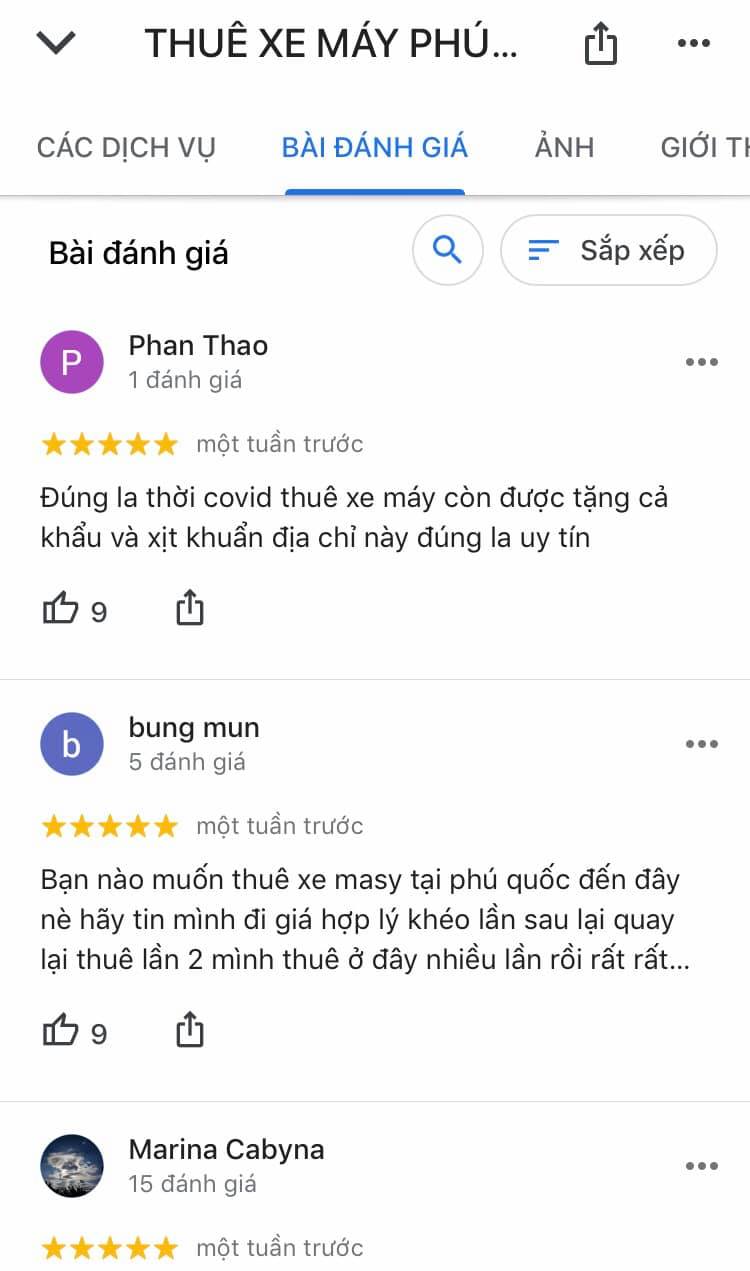 THUÊ XE MÁY PHÚ...
CÁC DỊCH VỤ BÀI ĐÁNH GIÁ ẢNH GIỚI TH
Bài đánh giá Sắp xếp
P Phan Thao
1 đánh giá
một tuần trước
Đúng la thời covid thuê xe máy còn được tặng cả
khẩu và xịt khuẩn địa chỉ này đúng la uy tín
9
b bung mun
5 đánh giá
một tuần trước
Bạn nào muốn thuê xe masy tại phú quốc đến đây
nè hãy tin mình đi giá hợp lý khéo lần sau lại quay
lại thuê lần 2 mình thuê ở đây nhiều lần rồi rất rất...
9
Marina Cabyna
15 đánh giá
một tuần trước